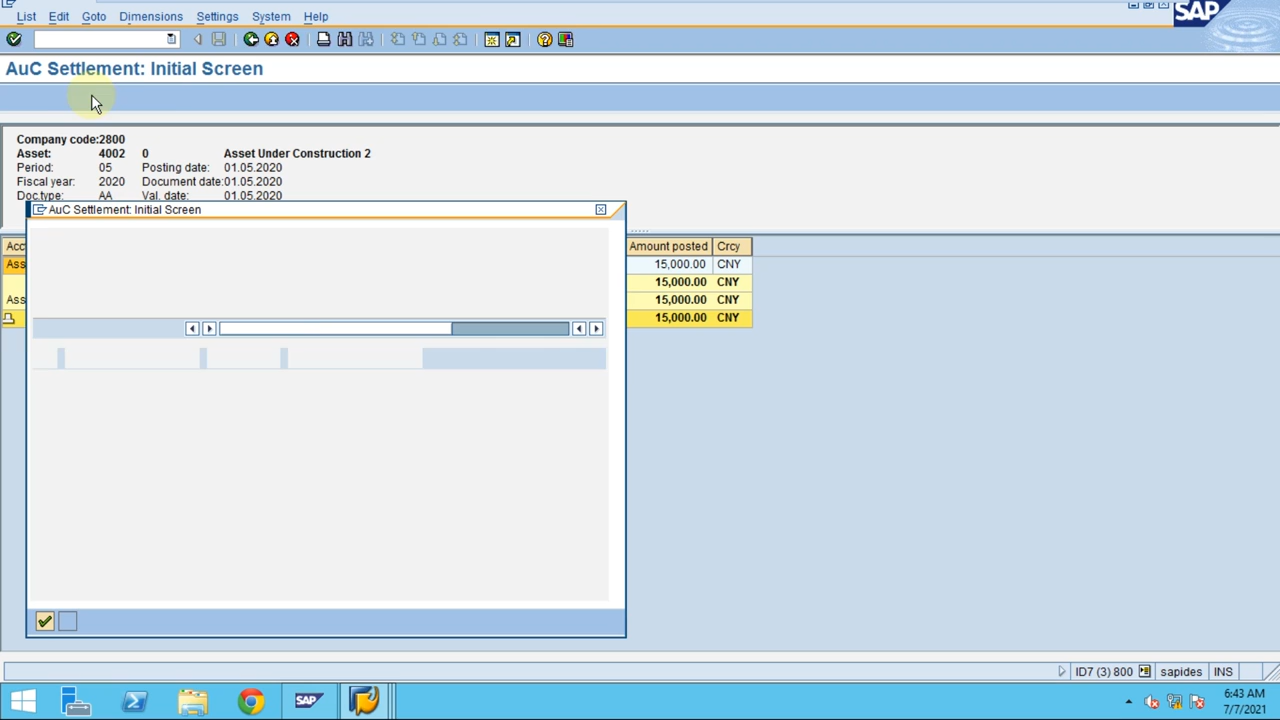 List Edit Goto Dimensions Settings System Help
SAP
AuC Settlement: Initial Screen
Company code:2800
Asset: 4002 0 Asset Under Construction 2
Period: 05 Posting date: 01.05.2020
Fiscal year: 2020 Document date:01.05.2020
Doc.type: AA Val. date: 01.05.2020
AuC Settlement: Initial Screen
Acc Amount posted Crcy
Ass 15,000.00 CNY
15,000.00 CNY
Ass 15,000.00 CNY
15,000.00 CNY
ID7 (3) 800 sapides INS
SAP
6:43 AM
7/7/2021